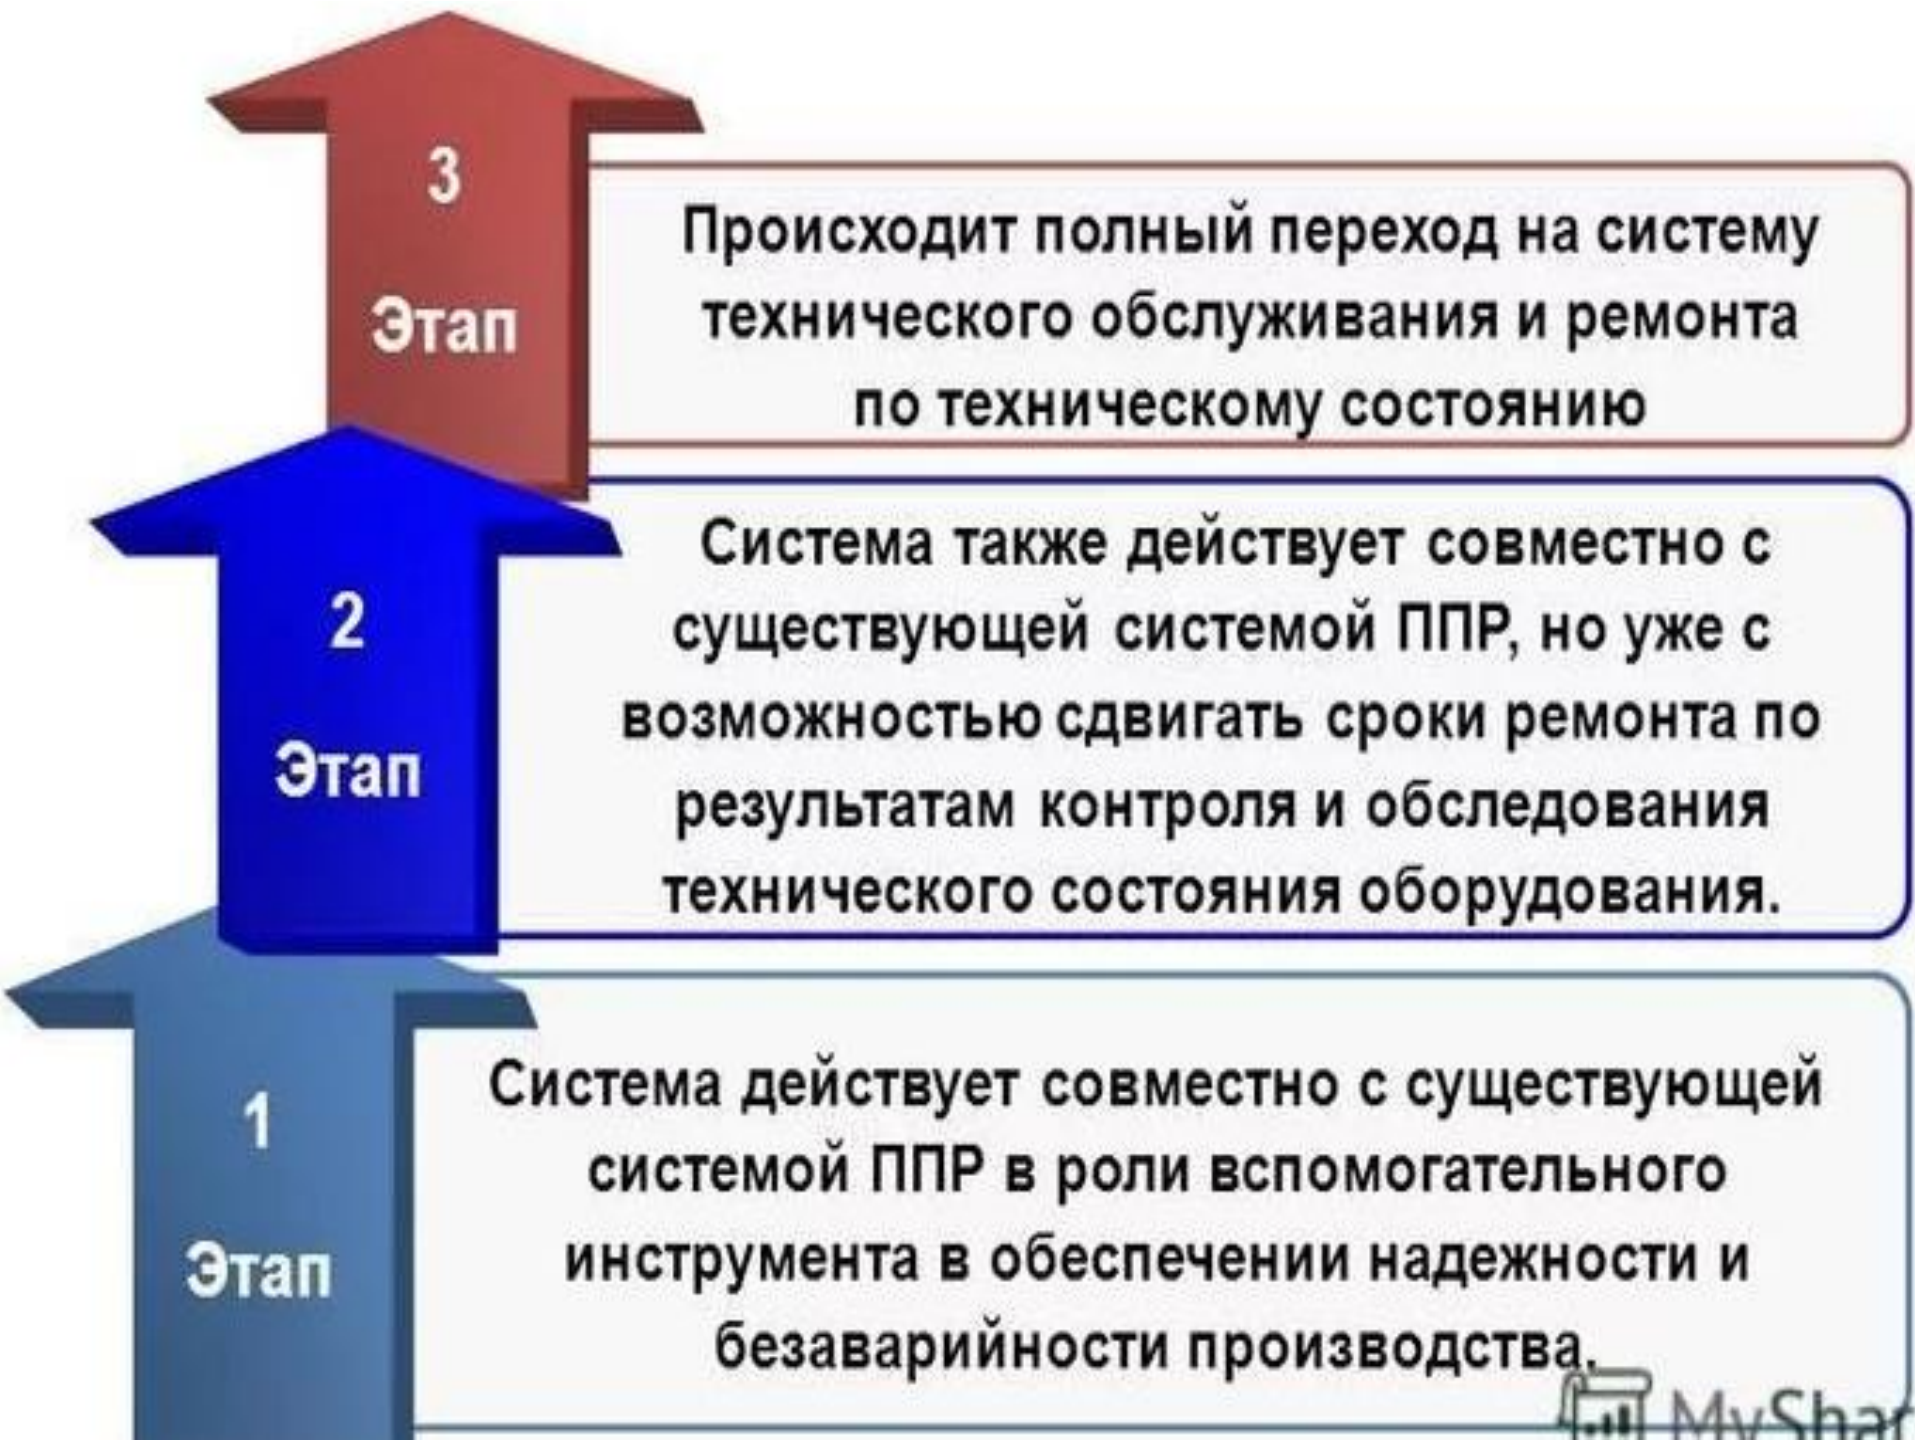 3
Этап
Происходит полный переход на систему
технического обслуживания и ремонта
по техническому состоянию
2
Этап
Система также действует совместно с
существующей системой ППР, но уже с
возможностью сдвигать сроки ремонта по
результатам контроля и обследования
технического состояния оборудования.
1
Этап
Система действует совместно с существующей
системой ППР в роли вспомогательного
инструмента в обеспечении надежности и
безаварийности производства.
MyShar